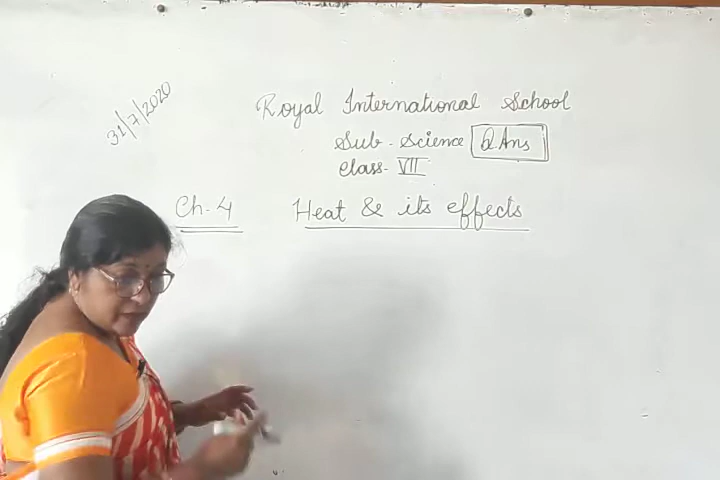 31/7/2020
Royal International School
Sub - Science Q.Ans
Class - VII
Ch - 4 Heat & its effects